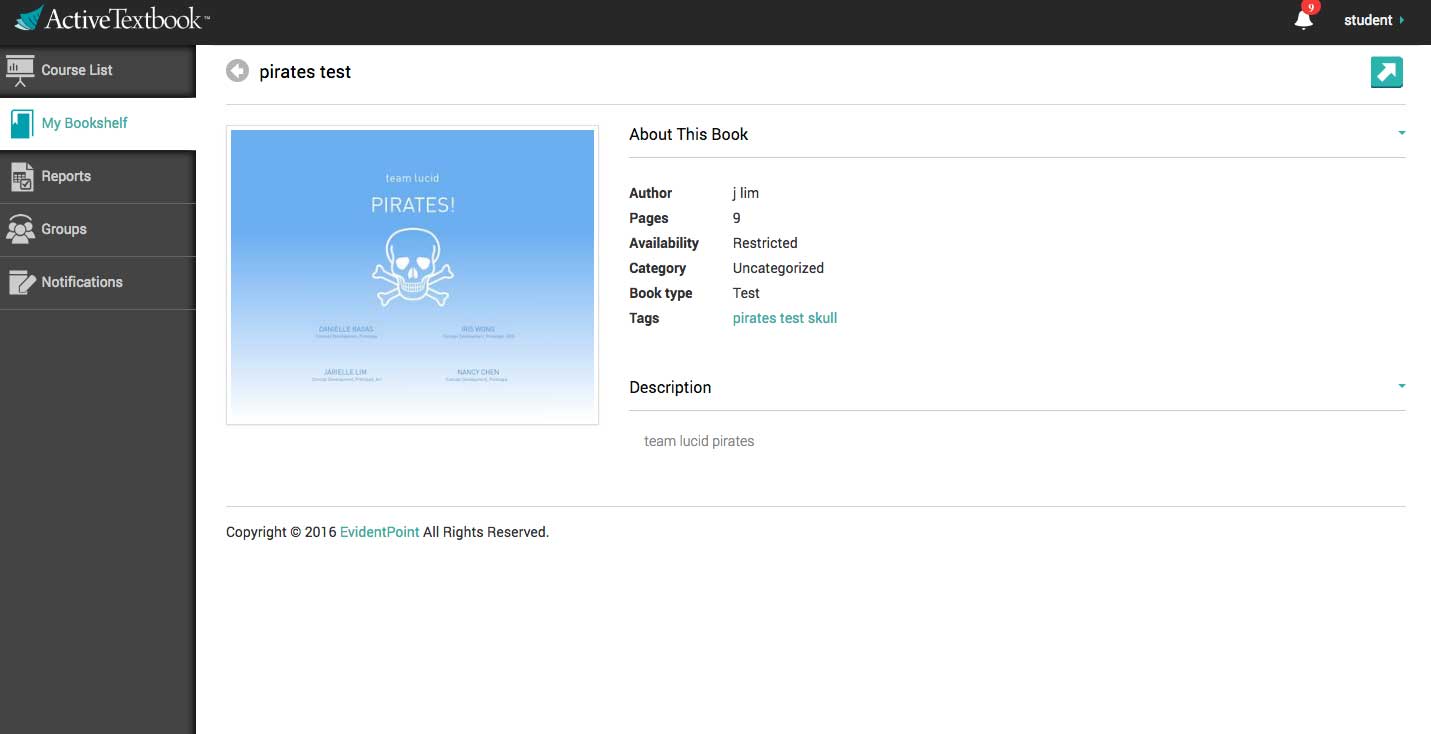 ActiveTextbook™
9
student
Course List
My Bookshelf
Reports
Groups
Notifications
pirates test
team lucid
PIRATES!
DANIELLE RAGAS
IRIS WONG
JARIELLE LIM
NANCY CHEN
About This Book
Author j lim
Pages 9
Availability Restricted
Category Uncategorized
Book type Test
Tags pirates test skull
Description
team lucid pirates
Copyright © 2016 EvidentPoint All Rights Reserved.